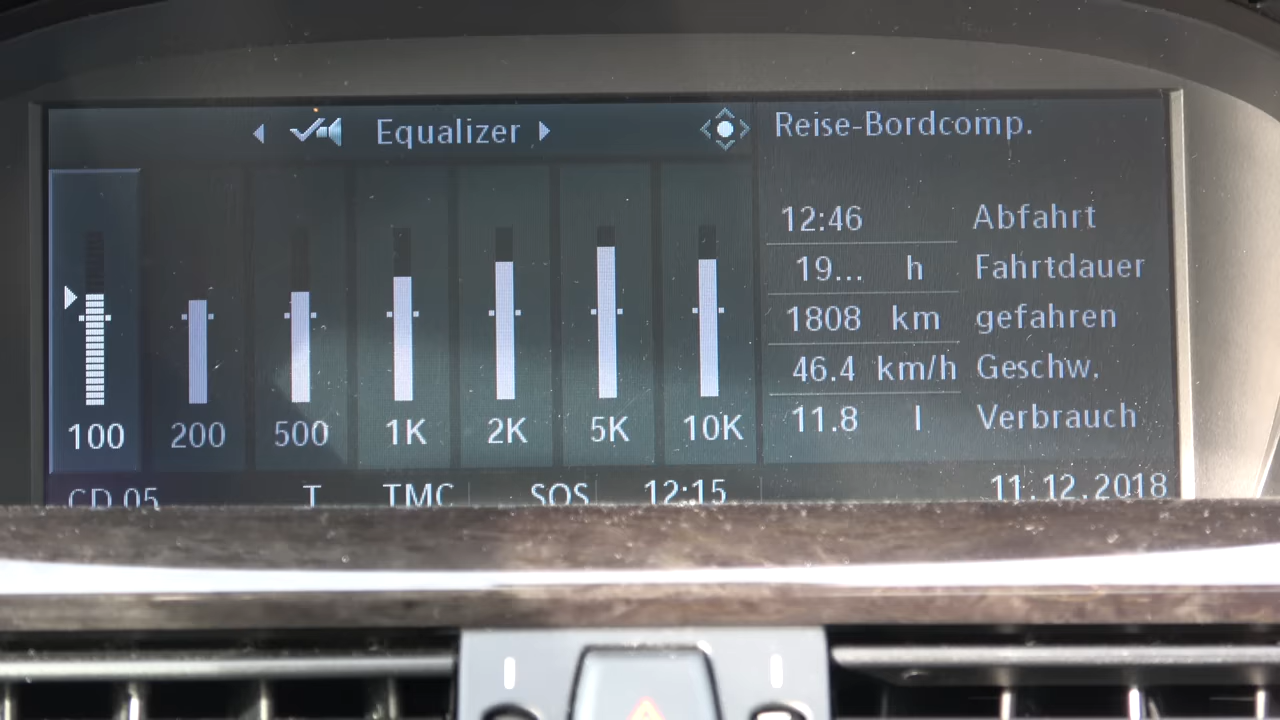 Equalizer
100 200 500 1K 2K 5K 10K
CD 05 T TMC SOS 12:15
Reise-Bordcomp.
12:46 Abfahrt
19... h Fahrtdauer
1808 km gefahren
46.4 km/h Geschw.
11.8 l Verbrauch
11.12.2018